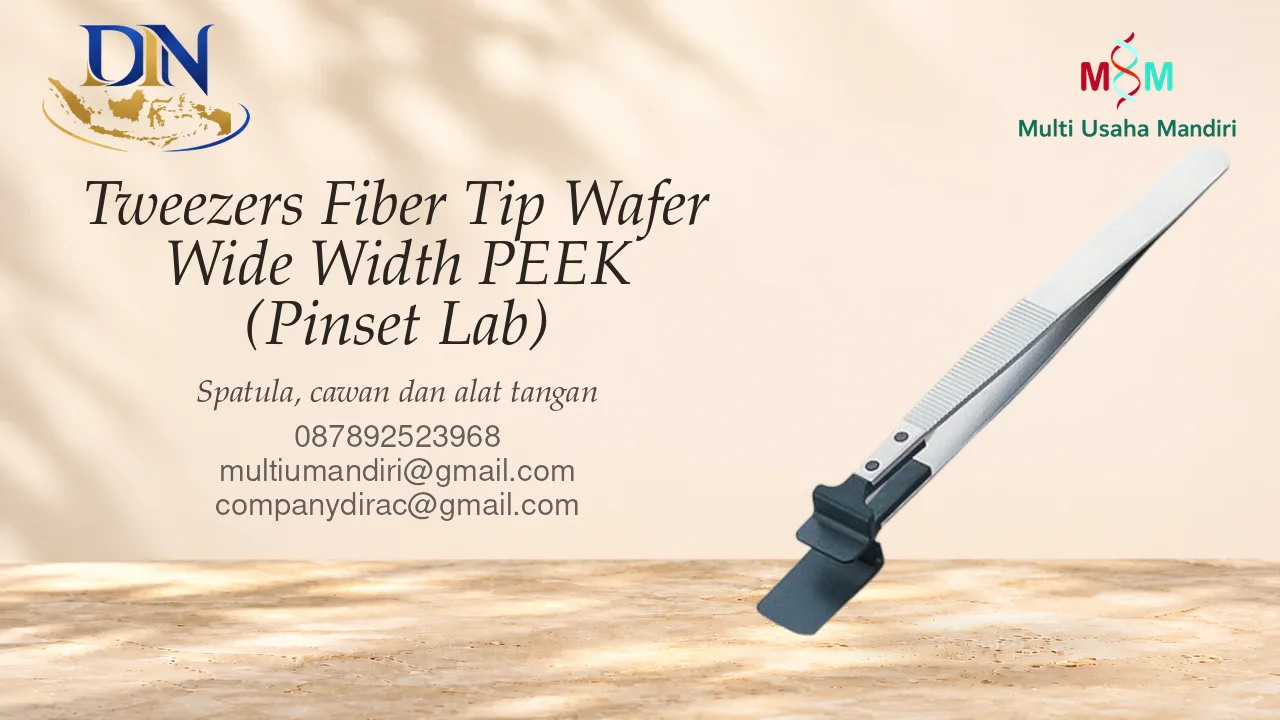 DIN
M M
Multi Usaha Mandiri
Tweezers Fiber Tip Wafer
Wide Width PEEK
(Pinset Lab)
Spatula, cawan dan alat tangan
087892523968
multiumandiri@gmail.com
companydirac@gmail.com